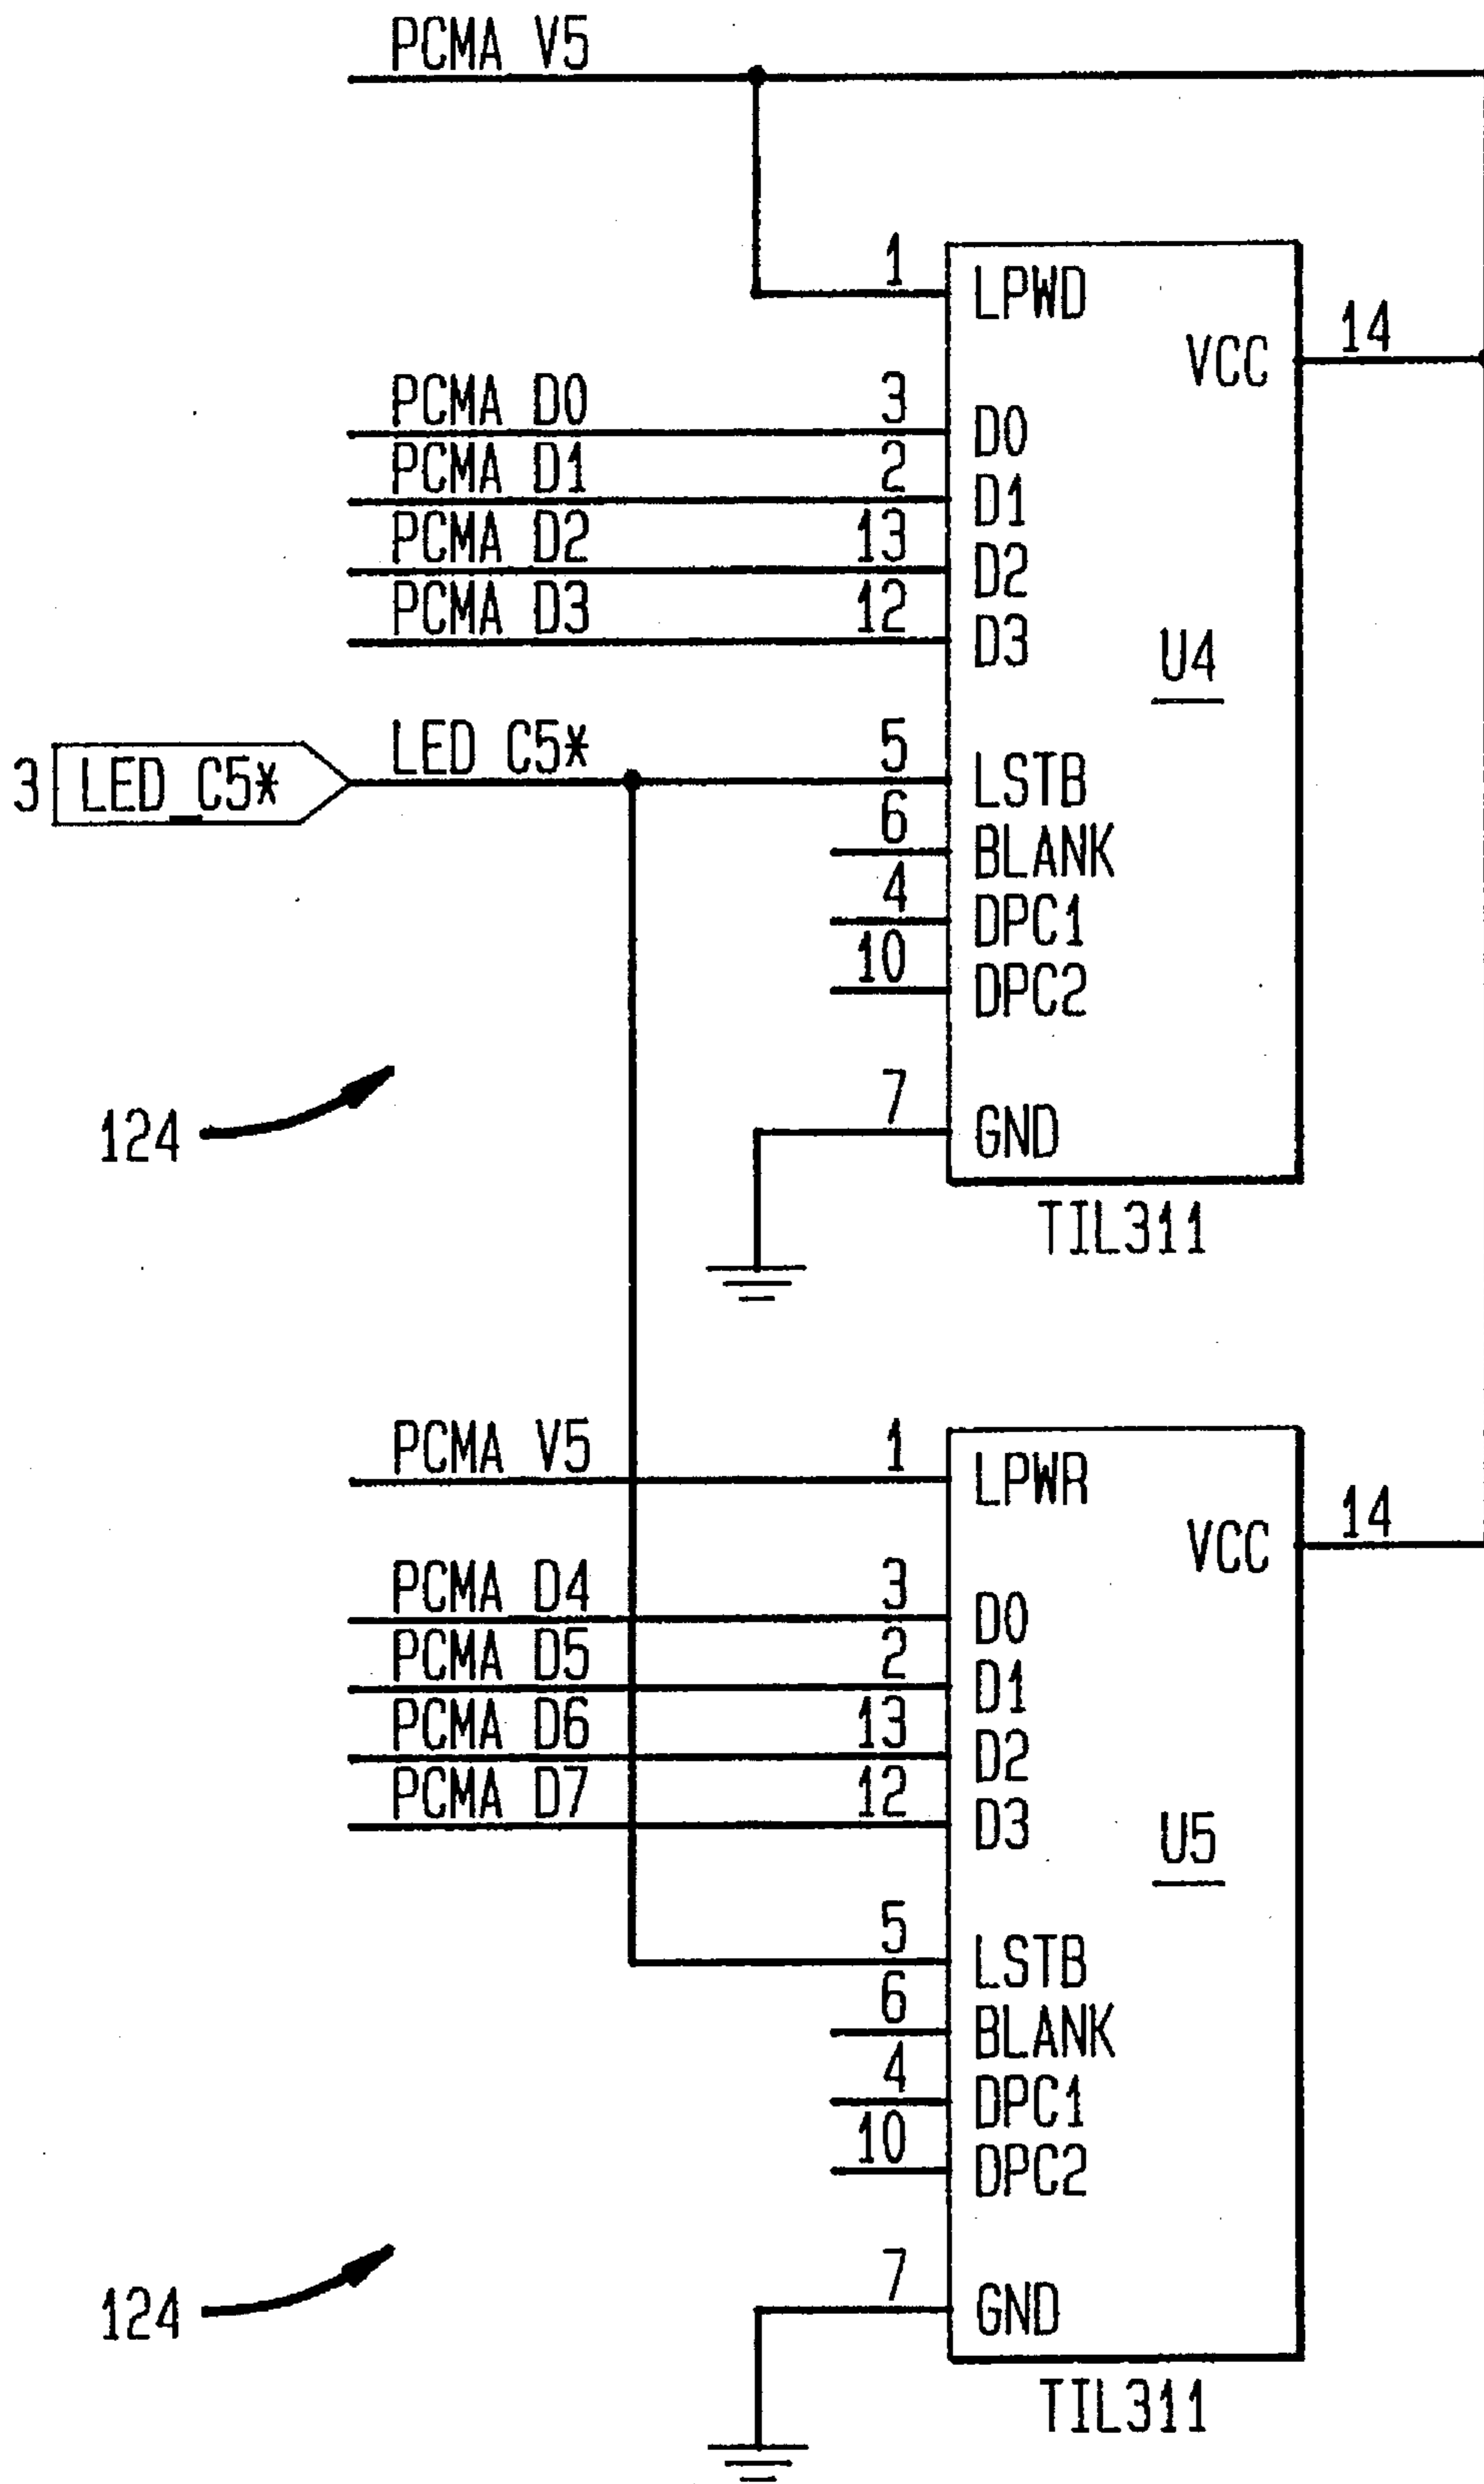 PCMA V5
1
LPWD
14
VCC
PCMA D0
3
D0
PCMA D1
2
D1
PCMA D2
13
D2
PCMA D3
12
D3
U4
3
LED_C5*
LED C5*
5
LSTB
6
BLANK
4
DPC1
10
DPC2
124
7
GND
TIL311
PCMA V5
1
LPWR
14
VCC
PCMA D4
3
D0
PCMA D5
2
D1
PCMA D6
13
D2
PCMA D7
12
D3
U5
5
LSTB
6
BLANK
4
DPC1
10
DPC2
124
7
GND
TIL311